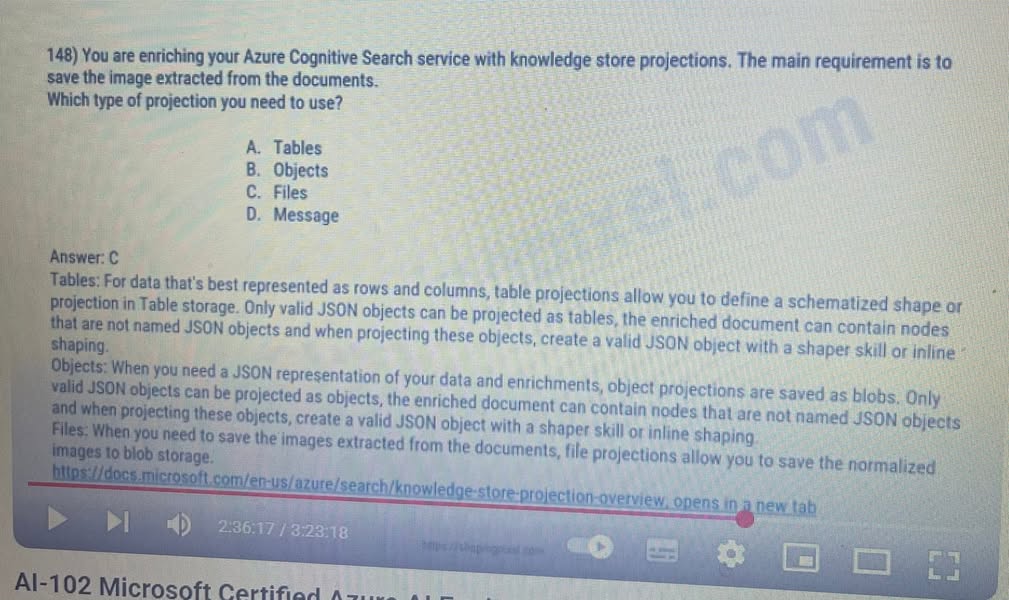 148) You are enriching your Azure Cognitive Search service with knowledge store projections. The main requirement is to
save the image extracted from the documents.
Which type of projection you need to use?
A. Tables
B. Objects
C. Files
D. Message
Answer: C
Tables: For data that's best represented as rows and columns, table projections allow you to define a schematized shape or
projection in Table storage. Only valid JSON objects can be projected as tables, the enriched document can contain nodes
that are not named JSON objects and when projecting these objects, create a valid JSON object with a shaper skill or inline
shaping.
Objects: When you need a JSON representation of your data and enrichments, object projections are saved as blobs. Only
valid JSON objects can be projected as objects, the enriched document can contain nodes that are not named JSON objects
and when projecting these objects, create a valid JSON object with a shaper skill or inline shaping.
Files: When you need to save the images extracted from the documents, file projections allow you to save the normalized
images to blob storage.
https://docs.microsoft.com/en-us/azure/search/knowledge-store-projection-overview, opens in a new tab
2:36:17 / 3:23:18
AI-102 Microsoft Certified Azure AI